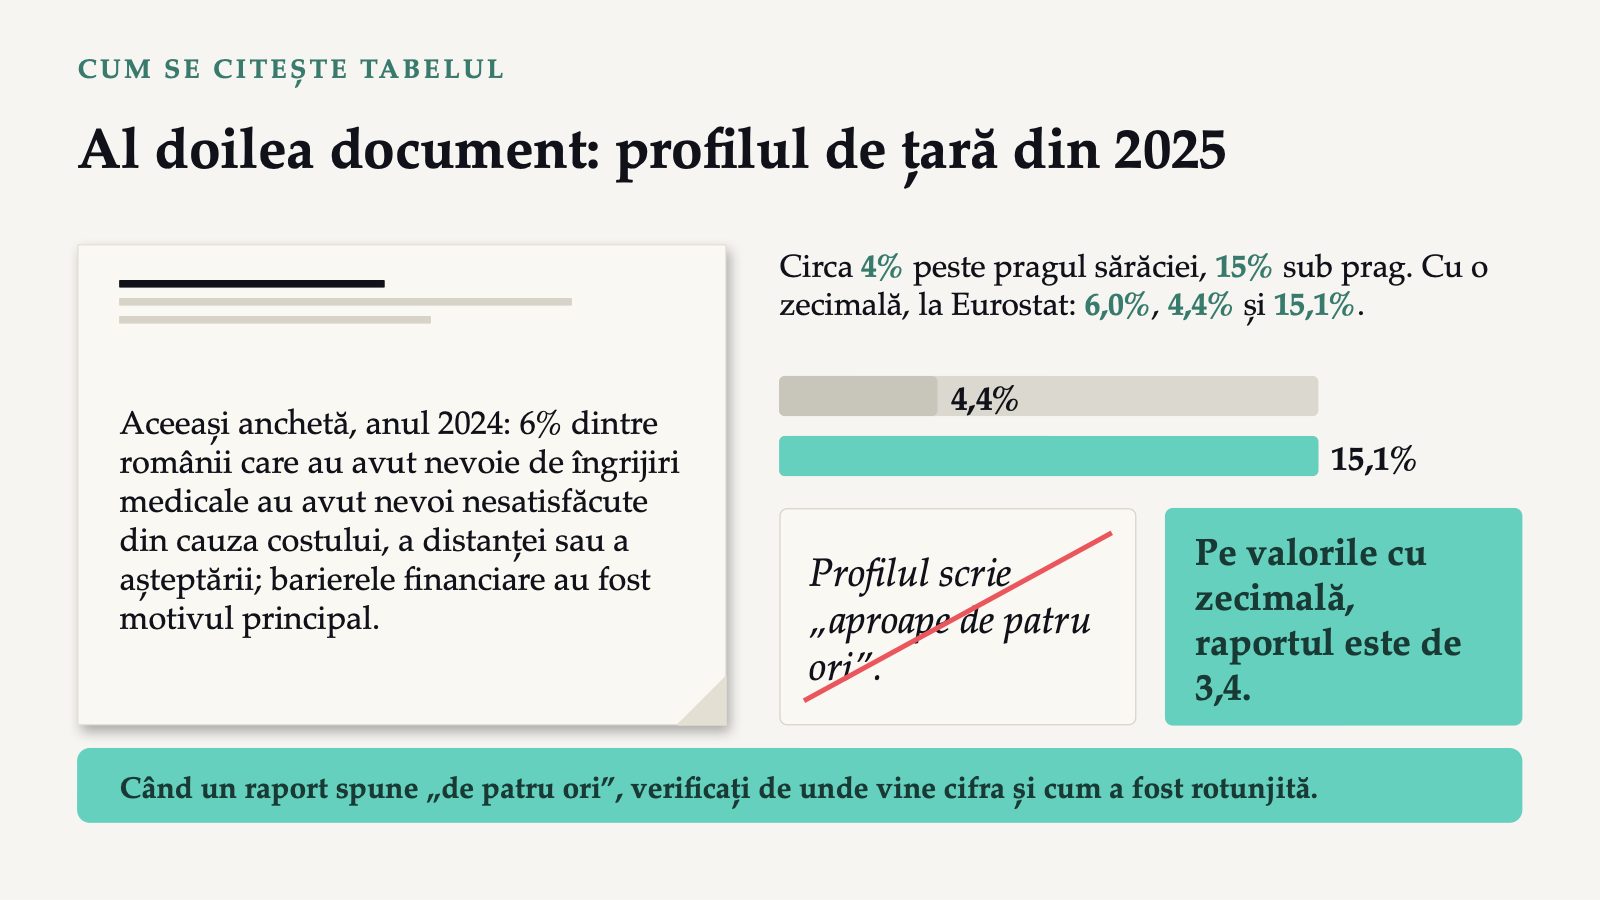 CUM SE CITEȘTE TABELUL
Al doilea document: profilul de țară din 2025
Aceeași anchetă, anul 2024: 6% dintre
românii care au avut nevoie de îngrijiri
medicale au avut nevoi nesatisfăcute
din cauza costului, a distanței sau a
așteptării; barierele financiare au fost
motivul principal.
Circa 4% peste pragul sărăciei, 15% sub prag. Cu o
zecimală, la Eurostat: 6,0%, 4,4% și 15,1%.
4,4%
15,1%
Profilul scrie
„aproape de patru
ori”.
Pe valorile cu
zecimală,
raportul este de
3,4.
Când un raport spune „de patru ori”, verificați de unde vine cifra și cum a fost rotunjită.